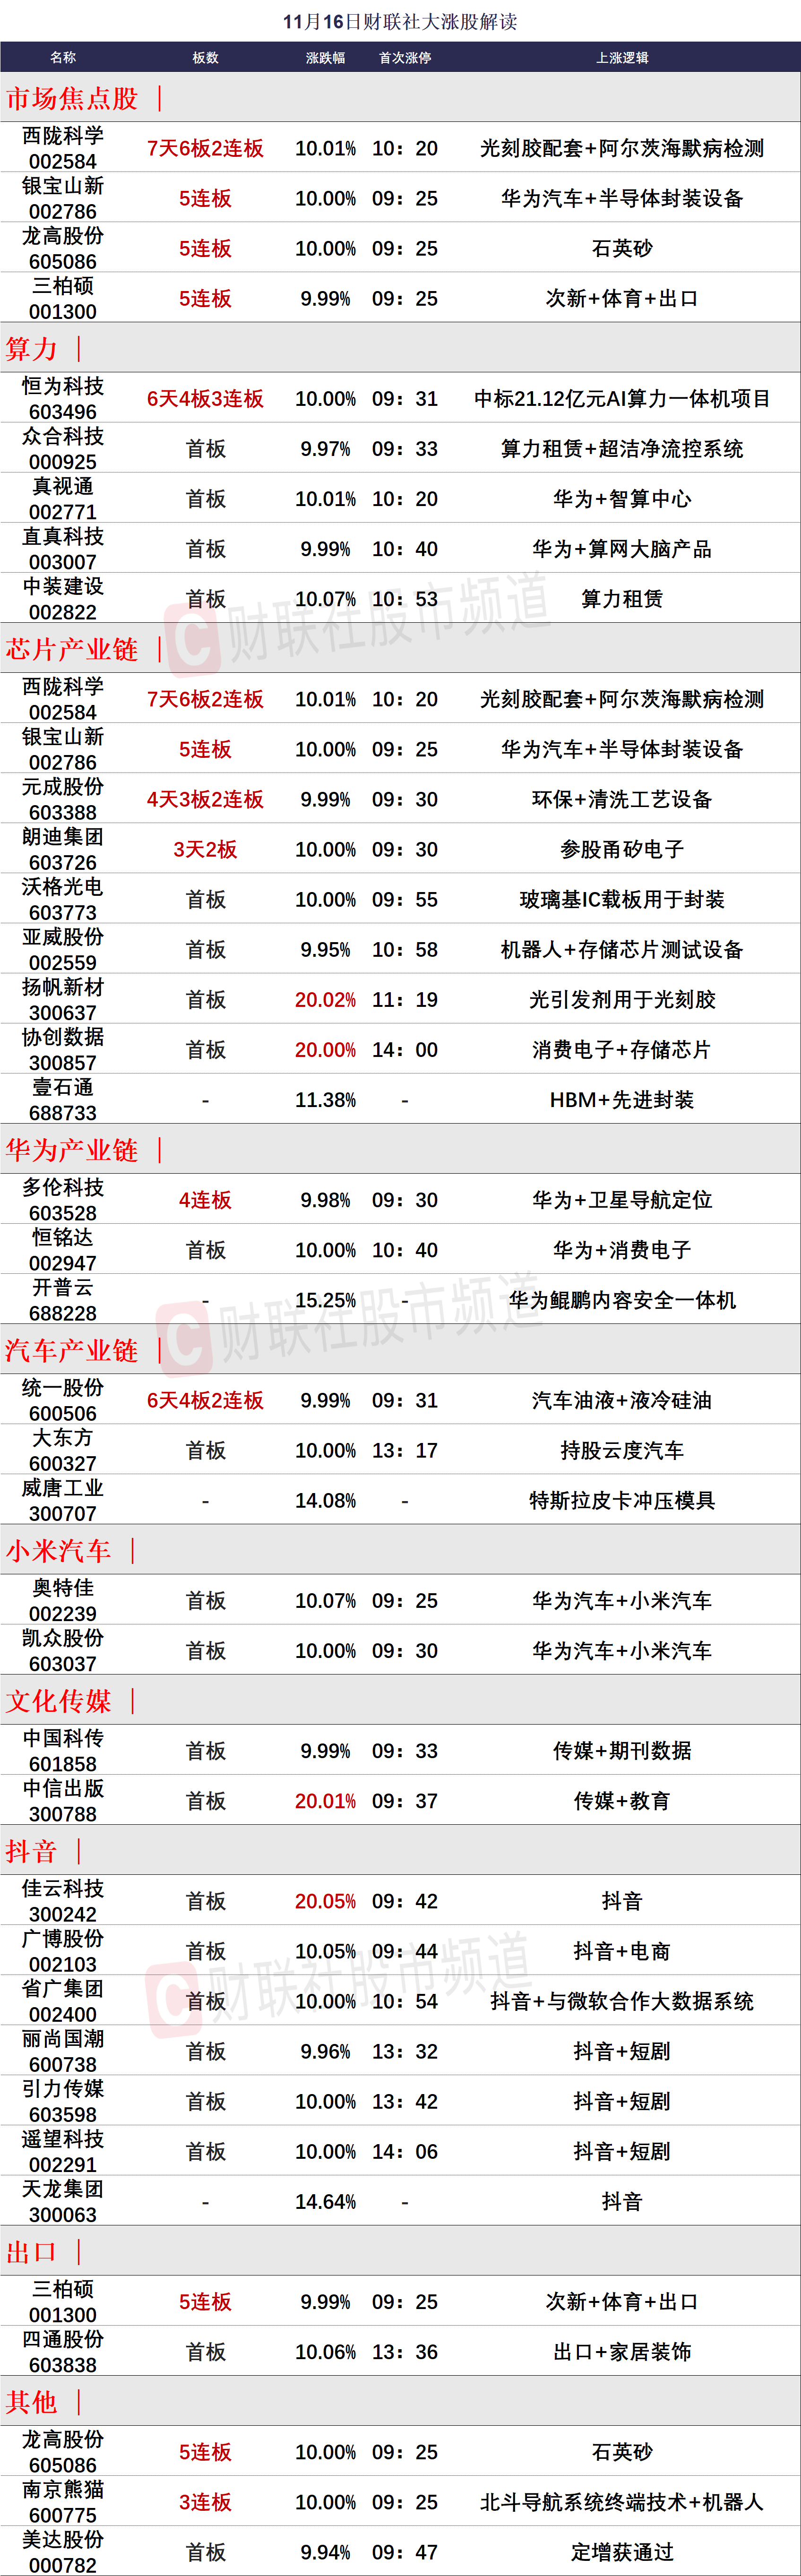 11月16日财联社大涨股解读
名称 板数 涨跌幅 首次涨停 上涨逻辑
市场焦点股
西陇科学 002584 7天6板2连板 10.01% 10：20 光刻胶配套+阿尔茨海默病检测
银宝山新 002786 5连板 10.00% 09：25 华为汽车+半导体封装设备
龙高股份 605086 5连板 10.00% 09：25 石英砂
三柏硕 001300 5连板 9.99% 09：25 次新+体育+出口
算力
恒为科技 603496 6天4板3连板 10.00% 09：31 中标21.12亿元AI算力一体机项目
众合科技 000925 首板 9.97% 09：33 算力租赁+超洁净流控系统
真视通 002771 首板 10.01% 10：20 华为+智算中心
直真科技 003007 首板 9.99% 10：40 华为+算网大脑产品
中装建设 002822 首板 10.07% 10：53 算力租赁
财联社股市频道
芯片产业链
西陇科学 002584 7天6板2连板 10.01% 10：20 光刻胶配套+阿尔茨海默病检测
银宝山新 002786 5连板 10.00% 09：25 华为汽车+半导体封装设备
元成股份 603388 4天3板2连板 9.99% 09：30 环保+清洗工艺设备
朗迪集团 603726 3天2板 10.00% 09：30 参股甬矽电子
沃格光电 603773 首板 10.00% 09：55 玻璃基IC载板用于封装
亚威股份 002559 首板 9.95% 10：58 机器人+存储芯片测试设备
扬帆新材 300637 首板 20.02% 11：19 光引发剂用于光刻胶
协创数据 300857 首板 20.00% 14：00 消费电子+存储芯片
壹石通 688733 - 11.38% - HBM+先进封装
华为产业链
多伦科技 603528 4连板 9.98% 09：30 华为+卫星导航定位
恒铭达 002947 首板 10.00% 10：40 华为+消费电子
开普云 688228 - 15.25% - 华为鲲鹏内容安全一体机
财联社股市频道
汽车产业链
统一股份 600506 6天4板2连板 9.99% 09：31 汽车油液+液冷硅油
大东方 600327 首板 10.00% 13：17 持股云度汽车
威唐工业 300707 - 14.08% - 特斯拉皮卡冲压模具
小米汽车
奥特佳 002239 首板 10.07% 09：25 华为汽车+小米汽车
凯众股份 603037 首板 10.00% 09：30 华为汽车+小米汽车
文化传媒
中国科传 601858 首板 9.99% 09：33 传媒+期刊数据
中信出版 300788 首板 20.01% 09：37 传媒+教育
抖音
佳云科技 300242 首板 20.05% 09：42 抖音
广博股份 002103 首板 10.05% 09：44 抖音+电商
财联社股市频道
省广集团 002400 首板 10.00% 10：54 抖音+与微软合作大数据系统
丽尚国潮 600738 首板 9.96% 13：32 抖音+短剧
引力传媒 603598 首板 10.00% 13：42 抖音+短剧
遥望科技 002291 首板 10.00% 14：06 抖音+短剧
天龙集团 300063 - 14.64% - 抖音
出口
三柏硕 001300 5连板 9.99% 09：25 次新+体育+出口
四通股份 603838 首板 10.06% 13：36 出口+家居装饰
其他
龙高股份 605086 5连板 10.00% 09：25 石英砂
南京熊猫 600775 3连板 10.00% 09：25 北斗导航系统终端技术+机器人
美达股份 000782 首板 9.94% 09：47 定增获通过